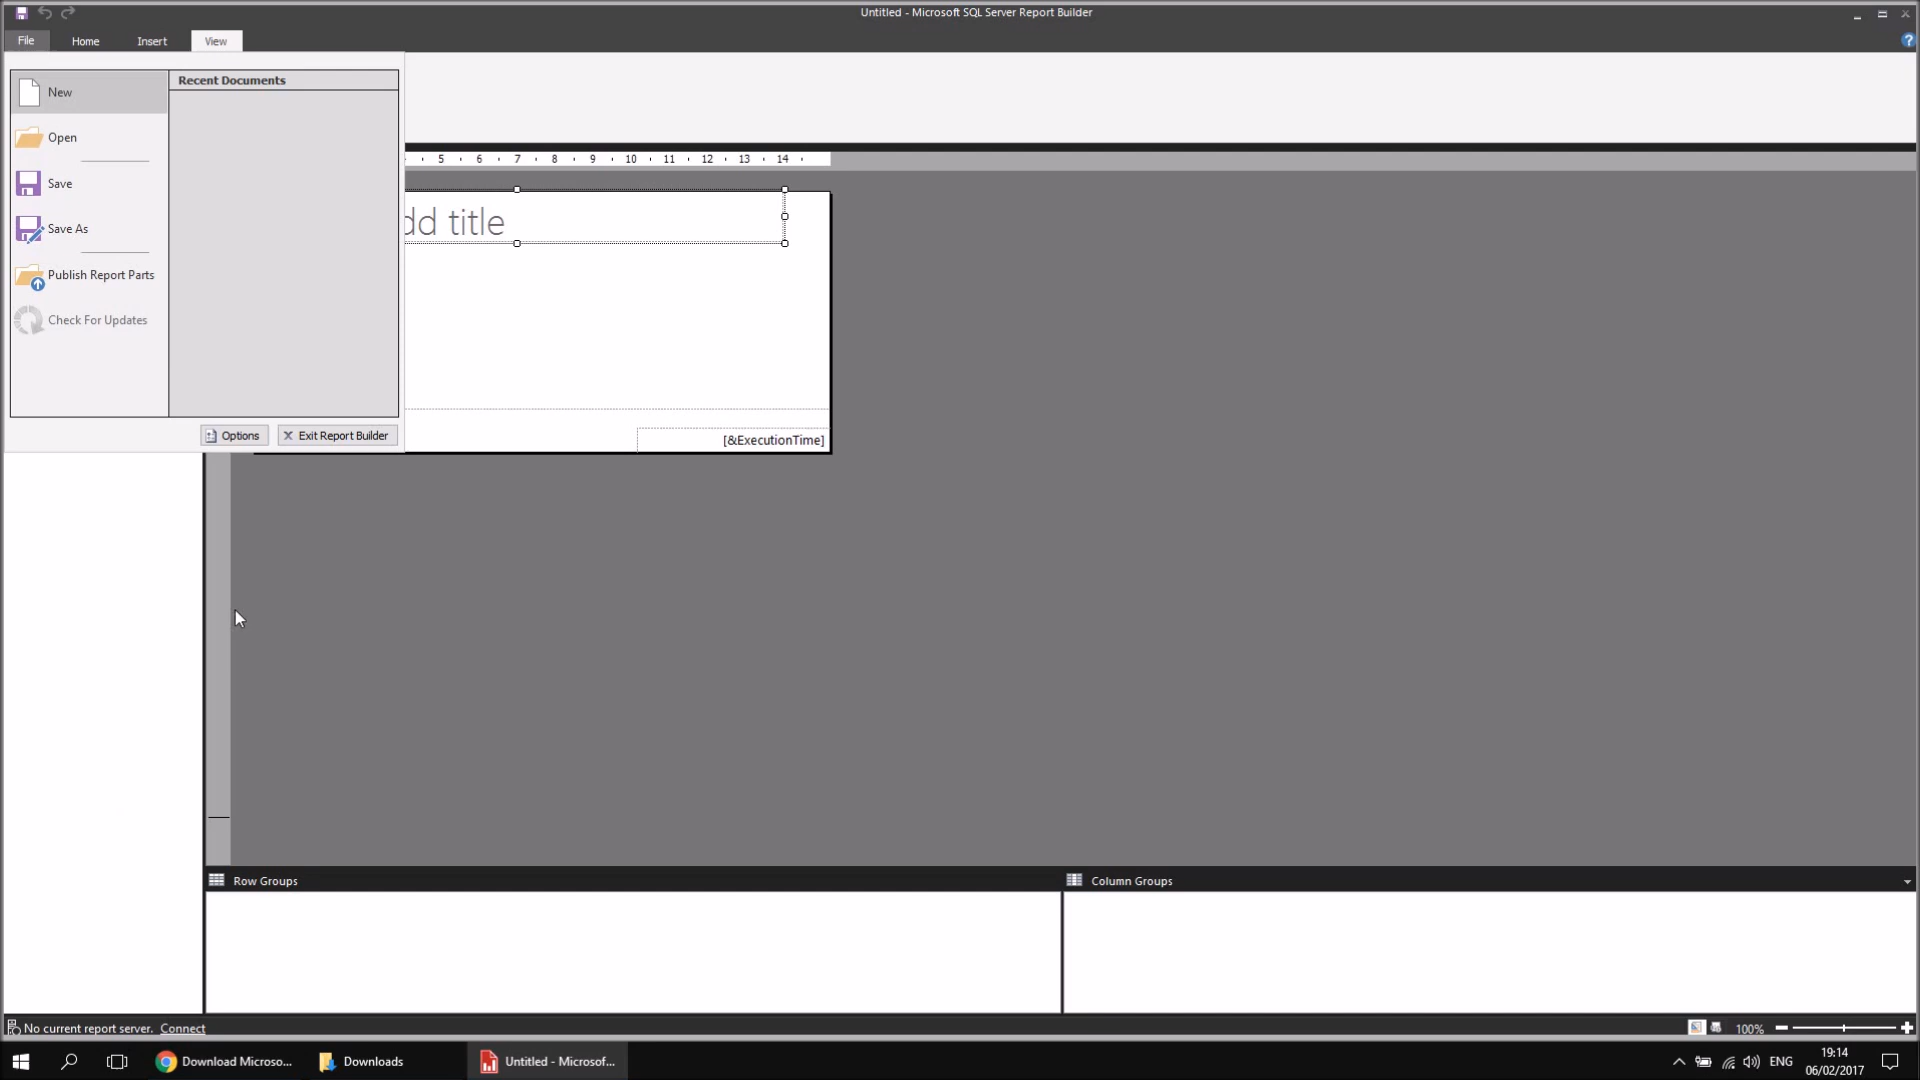 Untitled - Microsoft SQL Server Report Builder
File Home Insert View
?
Recent Documents
New
Open
Save
Save As
Publish Report Parts
Check For Updates
Options Exit Report Builder
5 6 7 8 9 10 11 12 13 14
dd title
[&ExecutionTime]
Row Groups
Column Groups
No current report server. Connect
100%
Download Microso...
Downloads
Untitled - Microsof...
ENG
19:14
06/02/2017